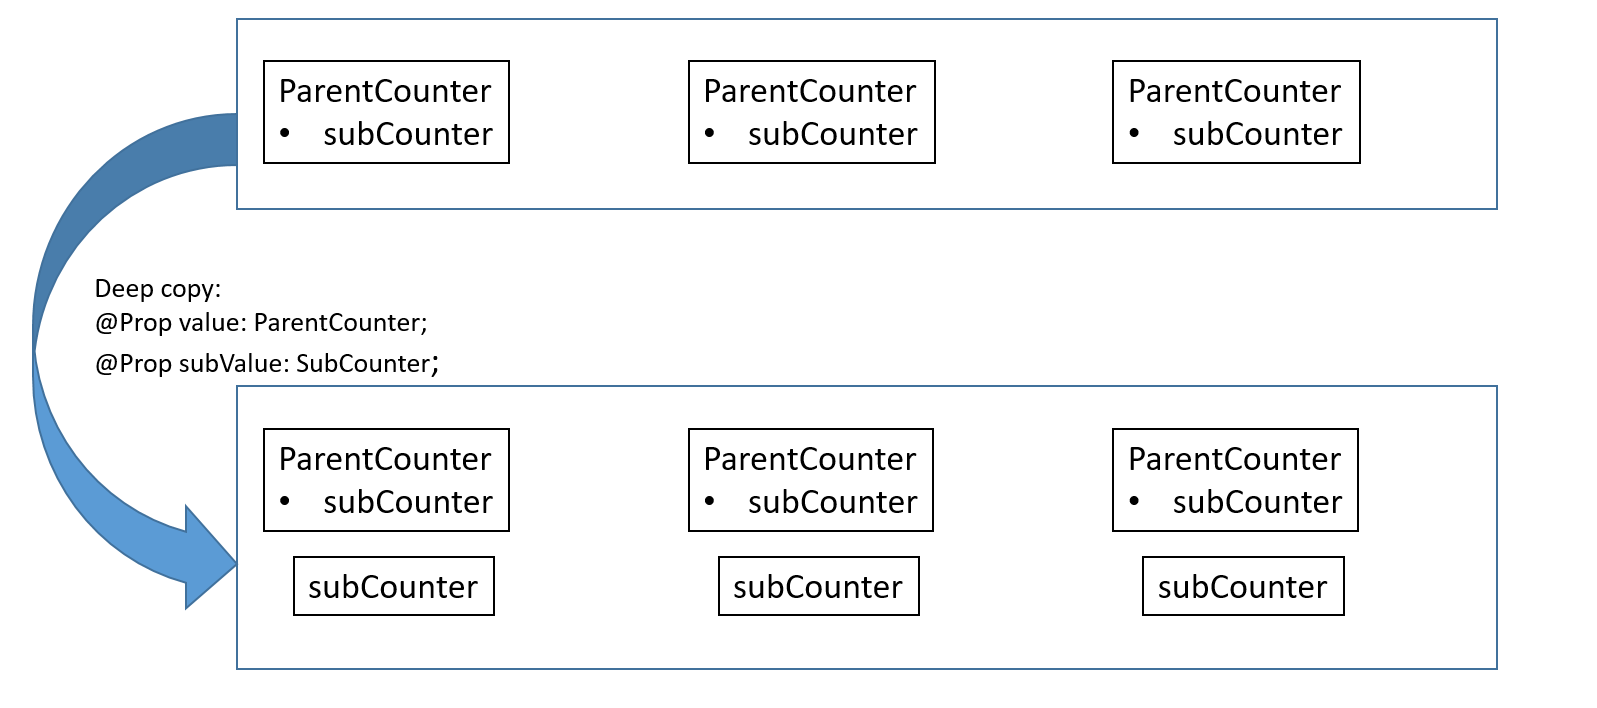 ParentCounter
• subCounter
ParentCounter
• subCounter
ParentCounter
• subCounter
Deep copy:
@Prop value: ParentCounter;
@Prop subValue: SubCounter;
ParentCounter
• subCounter
ParentCounter
• subCounter
ParentCounter
• subCounter
subCounter
subCounter
subCounter